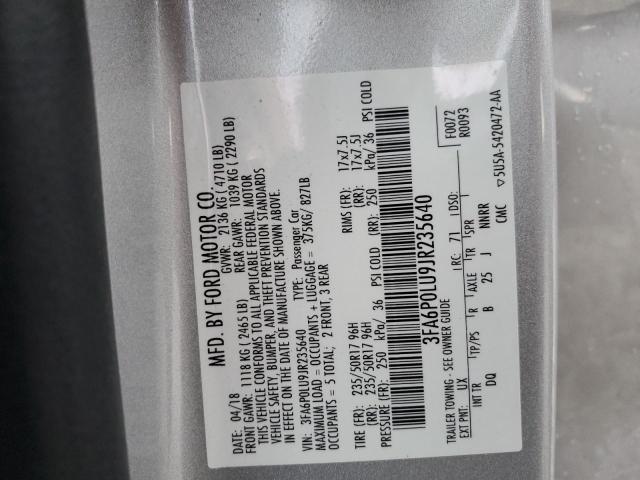 MFD. BY FORD MOTOR CO.
DATE: 04/18 GVWR: 2136 KG ( 4710 LB)
FRONT GAWR: 1118 KG ( 2465 LB) REAR GAWR: 1039 KG ( 2290 LB)
THIS VEHICLE CONFORMS TO ALL APPLICABLE FEDERAL MOTOR
VEHICLE SAFETY, BUMPER, AND THEFT PREVENTION STANDARDS
IN EFFECT ON THE DATE OF MANUFACTURE SHOWN ABOVE.
VIN: 3FA6P0LU9JR235640 TYPE: Passenger Car
MAXIMUM LOAD = OCCUPANTS + LUGGAGE = 375KG/ 827LB
OCCUPANTS = 5 TOTAL: 2 FRONT, 3 REAR
TIRE (FR): 235/50R17 96H RIMS (FR): 17x7.5J
(RR): 235/50R17 96H (RR): 17x7.5J
PRESSURE (FR): 250 kPa/ 36 PSI COLD (RR): 250 kPa/ 36 PSI COLD
3FA6P0LU9JR235640
F0072
R0093
TRAILER TOWING - SEE OWNER GUIDE
EXT PNT: UX RC: 71 DSO:
INT TR TP/PS R AXLE TR SPR
DQ B 25 J NNRR
CMC
5U5A-5420472-AA